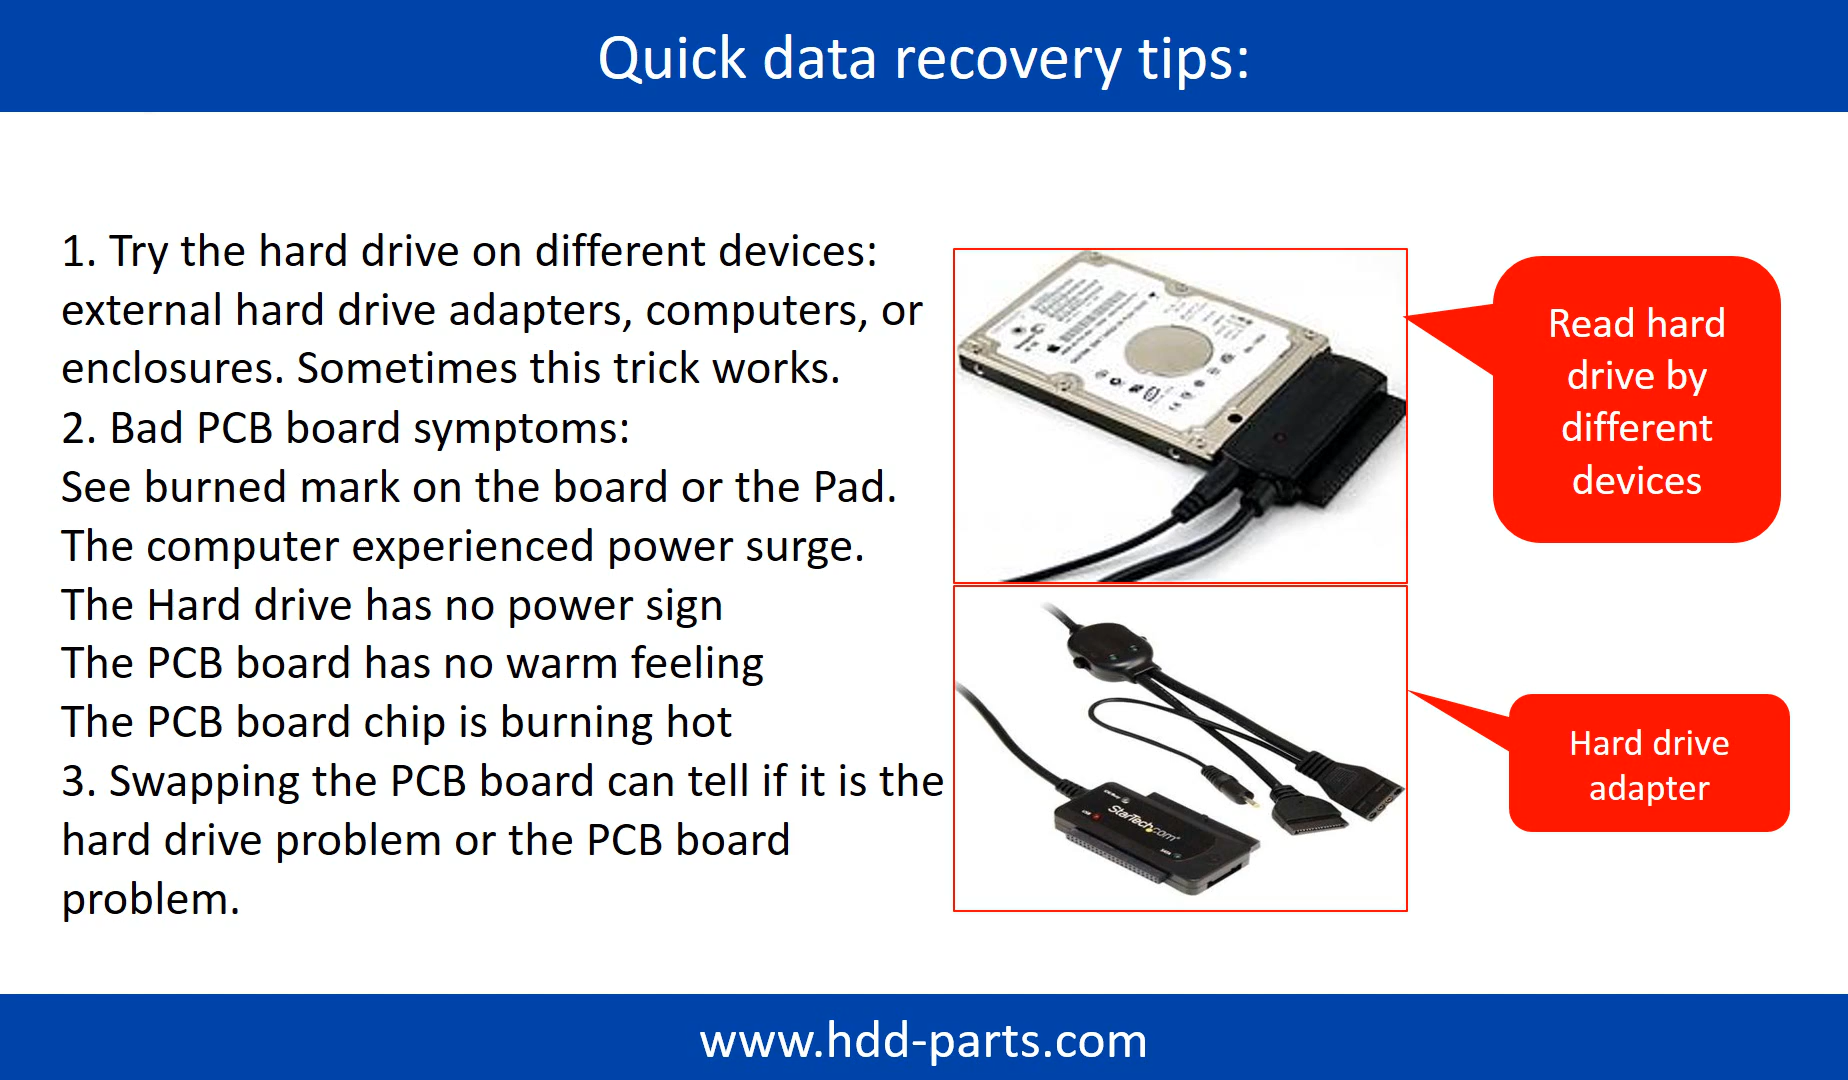 Quick data recovery tips:
1. Try the hard drive on different devices:
external hard drive adapters, computers, or
enclosures. Sometimes this trick works.
2. Bad PCB board symptoms:
See burned mark on the board or the Pad.
The computer experienced power surge.
The Hard drive has no power sign
The PCB board has no warm feeling
The PCB board chip is burning hot
3. Swapping the PCB board can tell if it is the
hard drive problem or the PCB board
problem.
Read hard
drive by
different
devices
StarTech.com
Hard drive
adapter
www.hdd-parts.com